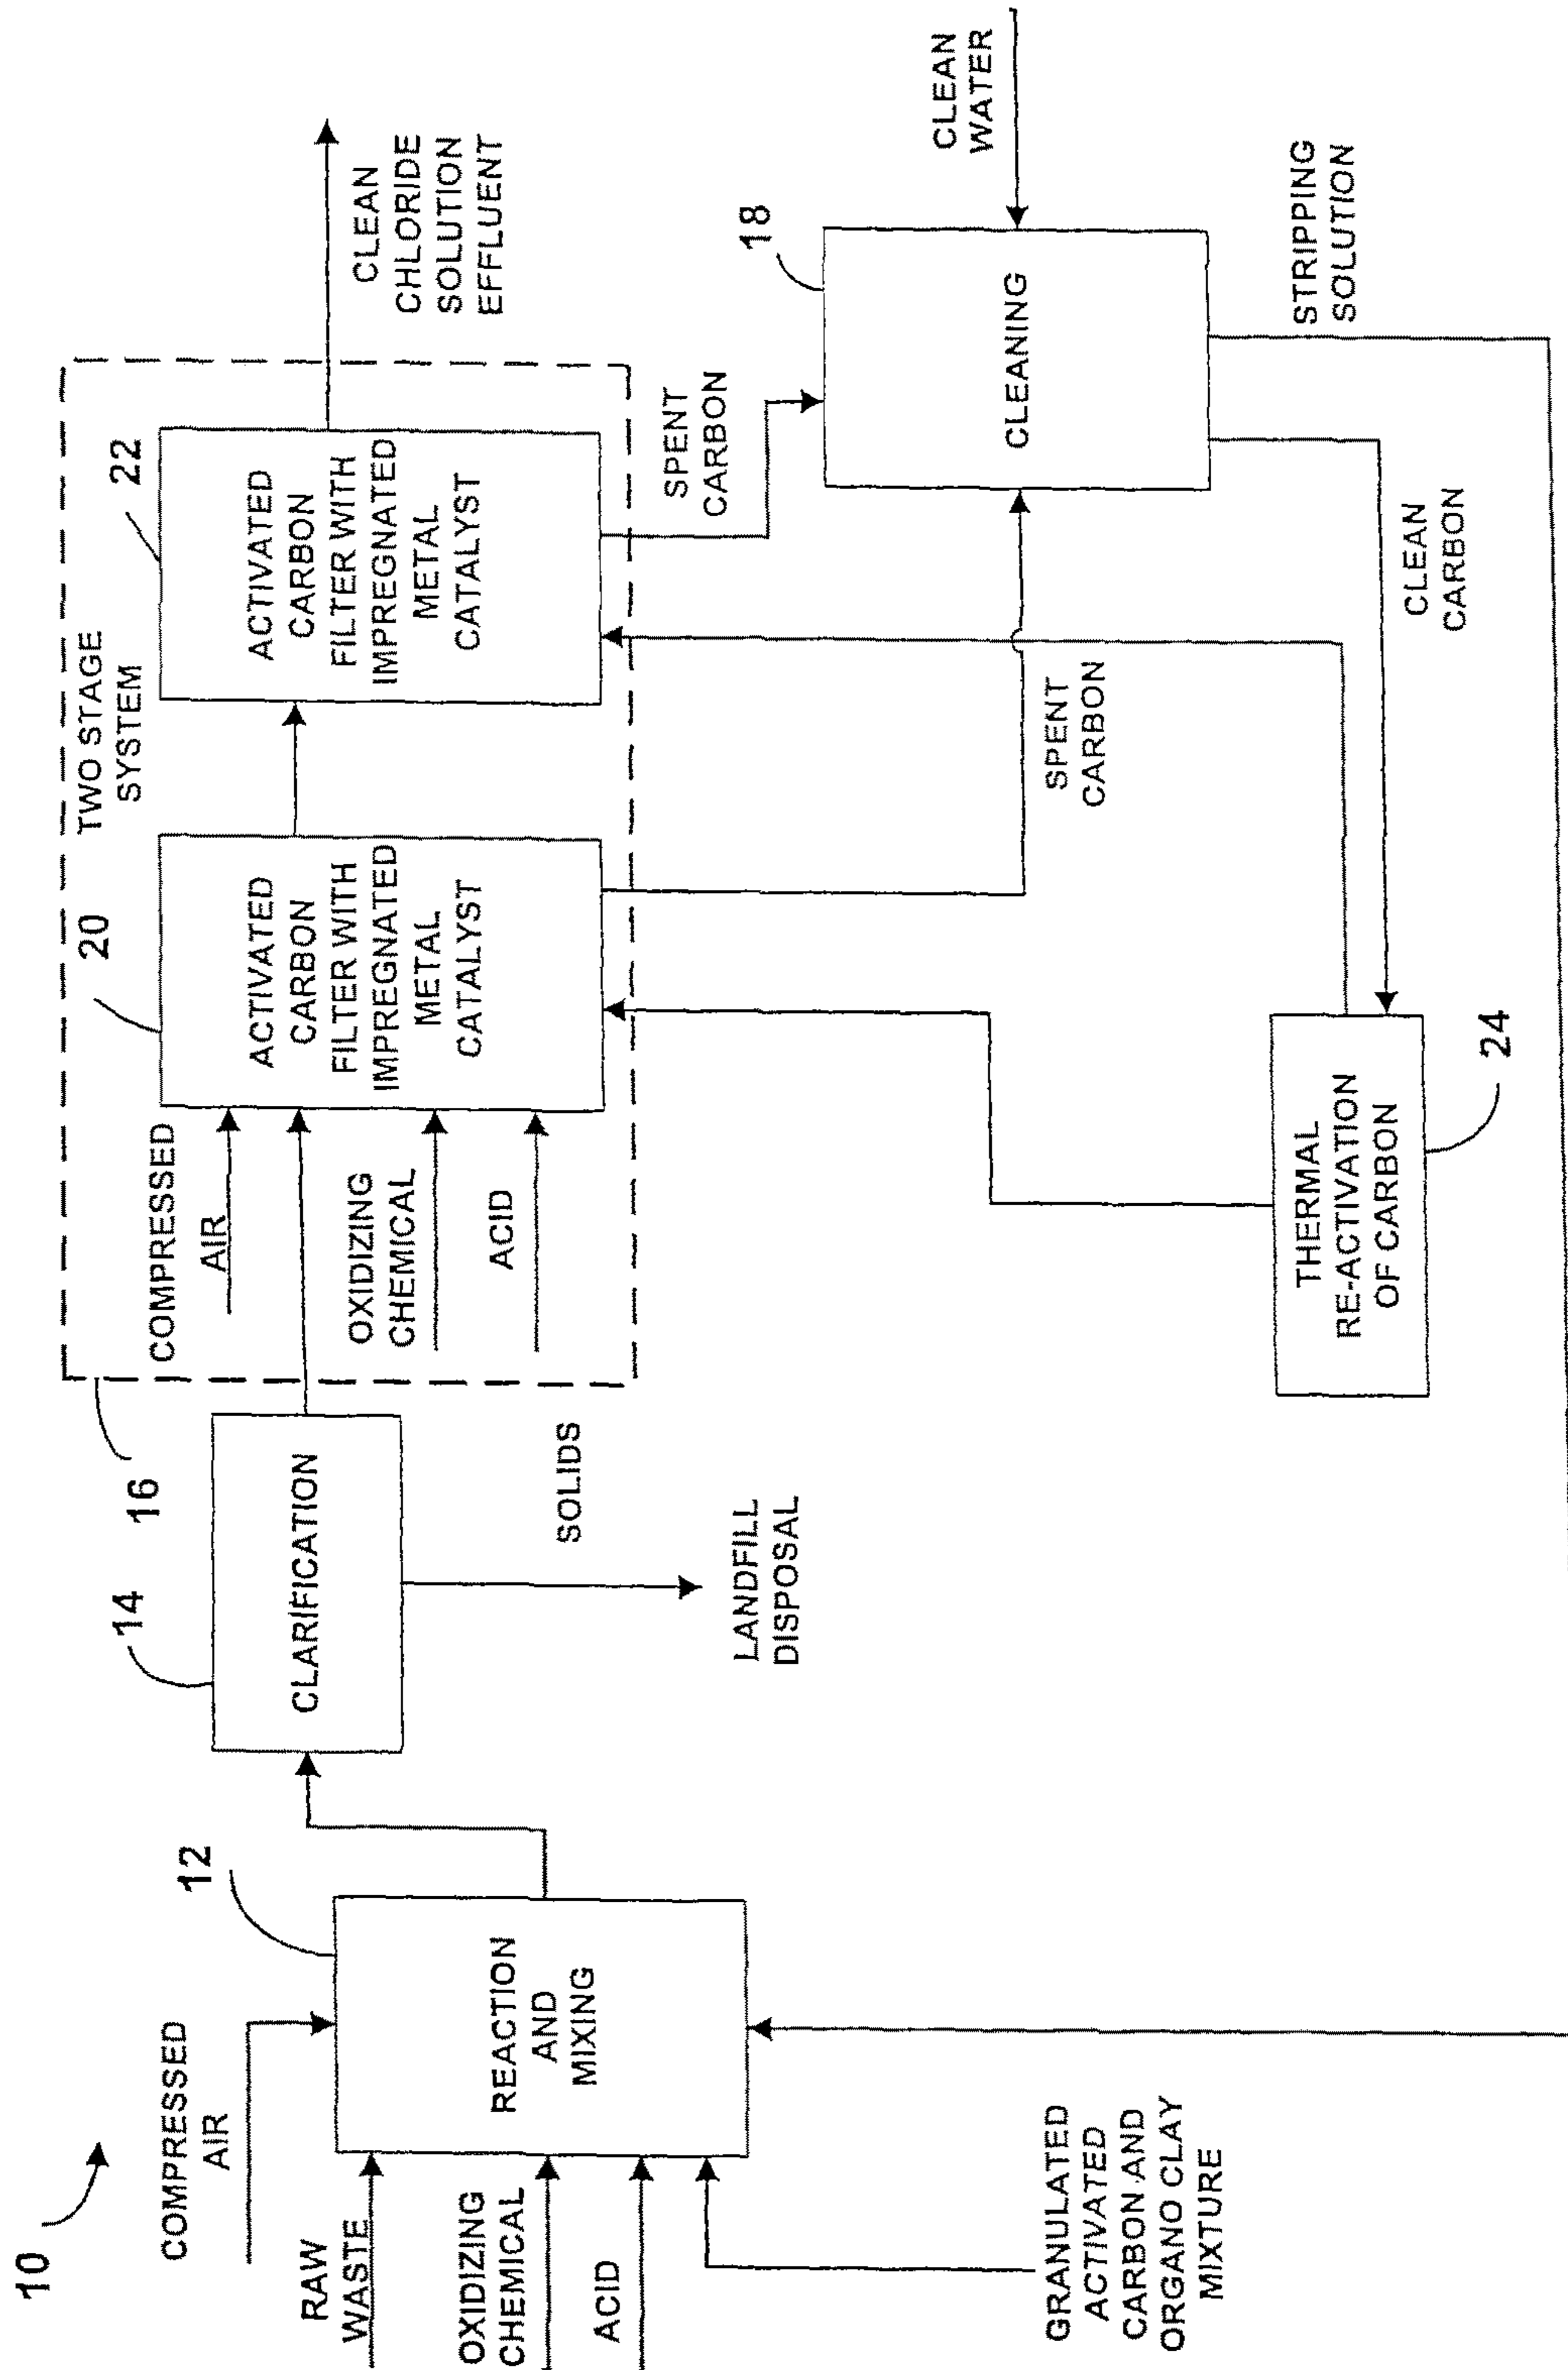 10
COMPRESSED
AIR
RAW
WASTE
OXIDIZING
CHEMICAL
ACID
GRANULATED
ACTIVATED
CARBON AND
ORGANO CLAY
MIXTURE
12
REACTION
AND
MIXING
14
CLARIFICATION
SOLIDS
LANDFILL
DISPOSAL
16
TWO STAGE
SYSTEM
COMPRESSED
AIR
OXIDIZING
CHEMICAL
ACID
20
ACTIVATED
CARBON
FILTER WITH
IMPREGNATED
METAL
CATALYST
22
ACTIVATED
CARBON
FILTER WITH
IMPREGNATED
METAL
CATALYST
CLEAN
CHLORIDE
SOLUTION
EFFLUENT
SPENT
CARBON
SPENT
CARBON
18
CLEANING
CLEAN
WATER
STRIPPING
SOLUTION
CLEAN
CARBON
THERMAL
RE-ACTIVATION
OF CARBON
24